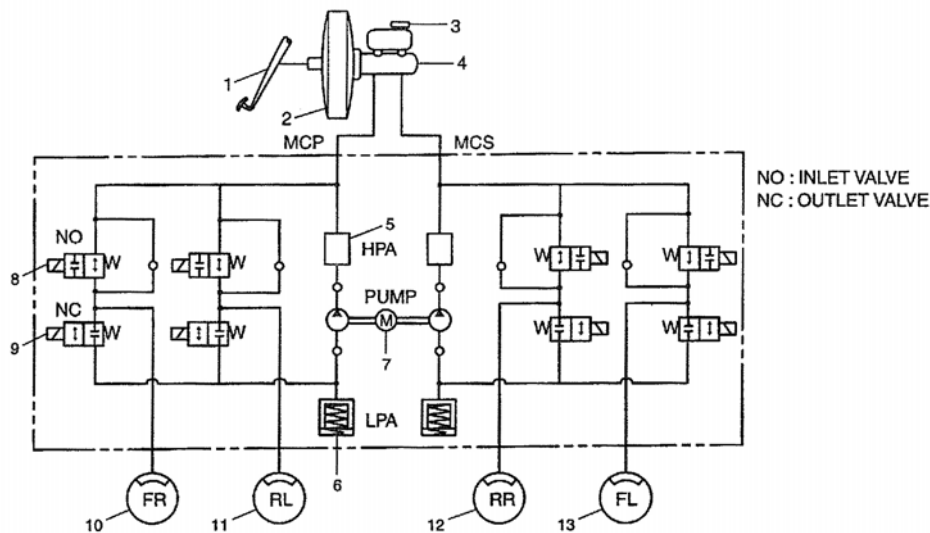 3
1
4
2
MCP
MCS
NO : INLET VALVE
NC : OUTLET VALVE
5
NO
W
W
HPA
W
W
8
PUMP
NC
W
W
M
W
W
9
7
LPA
6
FR
RL
RR
FL
10
11
12
13